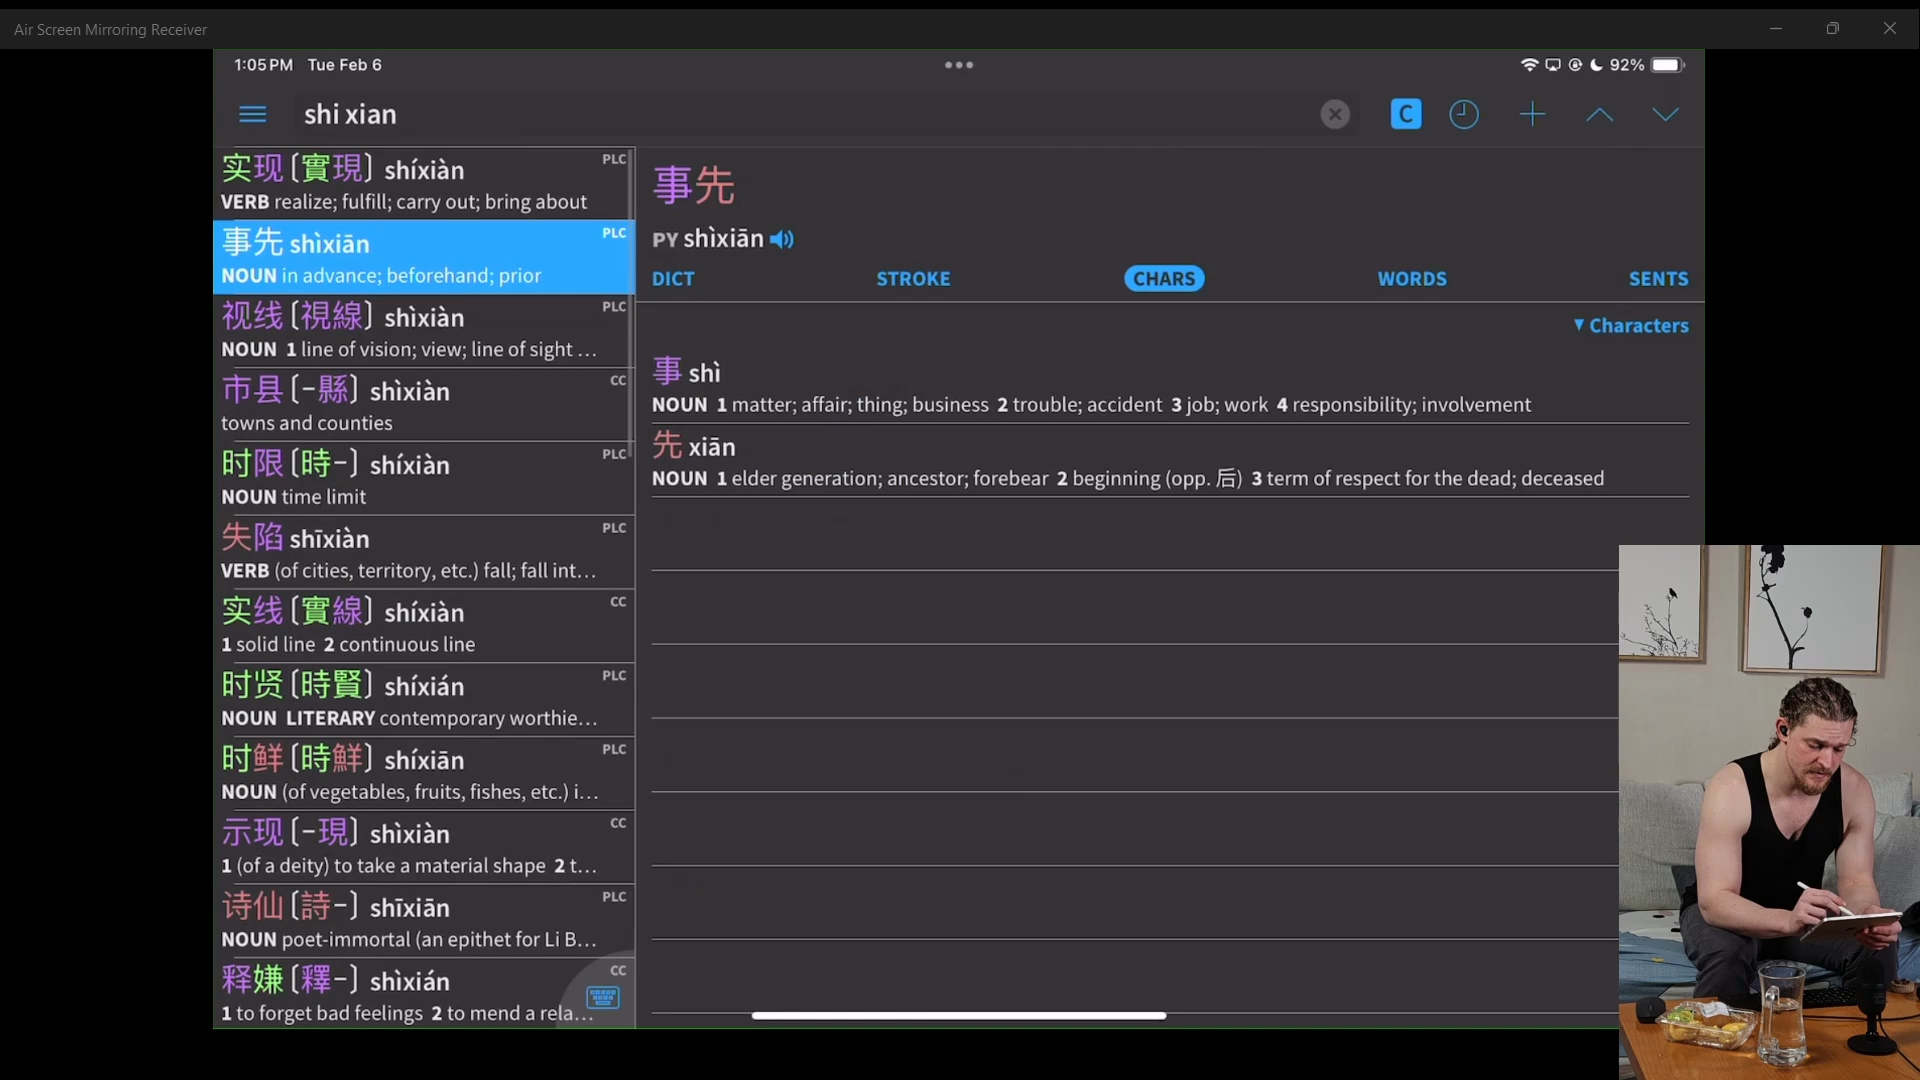 Air Screen Mirroring Receiver
1:05 PM Tue Feb 6
92%
shi xian
C
实现〔實現〕 shíxiàn PLC
VERB realize; fulfill; carry out; bring about
事先 shìxiān PLC
NOUN in advance; beforehand; prior
视线〔視線〕 shìxiàn PLC
NOUN 1 line of vision; view; line of sight …
市县〔-縣〕 shìxiàn CC
towns and counties
时限〔時-〕 shíxiàn PLC
NOUN time limit
失陷 shīxiàn PLC
VERB (of cities, territory, etc.) fall; fall int…
实线〔實線〕 shíxiàn CC
1 solid line 2 continuous line
时贤〔時賢〕 shíxián PLC
NOUN LITERARY contemporary worthie…
时鲜〔時鮮〕 shíxiān PLC
NOUN (of vegetables, fruits, fishes, etc.) i…
示现〔-現〕 shìxiàn CC
1 (of a deity) to take a material shape 2 t…
诗仙〔詩-〕 shīxiān PLC
NOUN poet-immortal (an epithet for Li B…
释嫌〔釋-〕 shìxián CC
1 to forget bad feelings 2 to mend a rela…
事先
PY shìxiān
DICT STROKE CHARS WORDS SENTS
▼ Characters
事 shì
NOUN 1 matter; affair; thing; business 2 trouble; accident 3 job; work 4 responsibility; involvement
先 xiān
NOUN 1 elder generation; ancestor; forebear 2 beginning (opp. 后) 3 term of respect for the dead; deceased